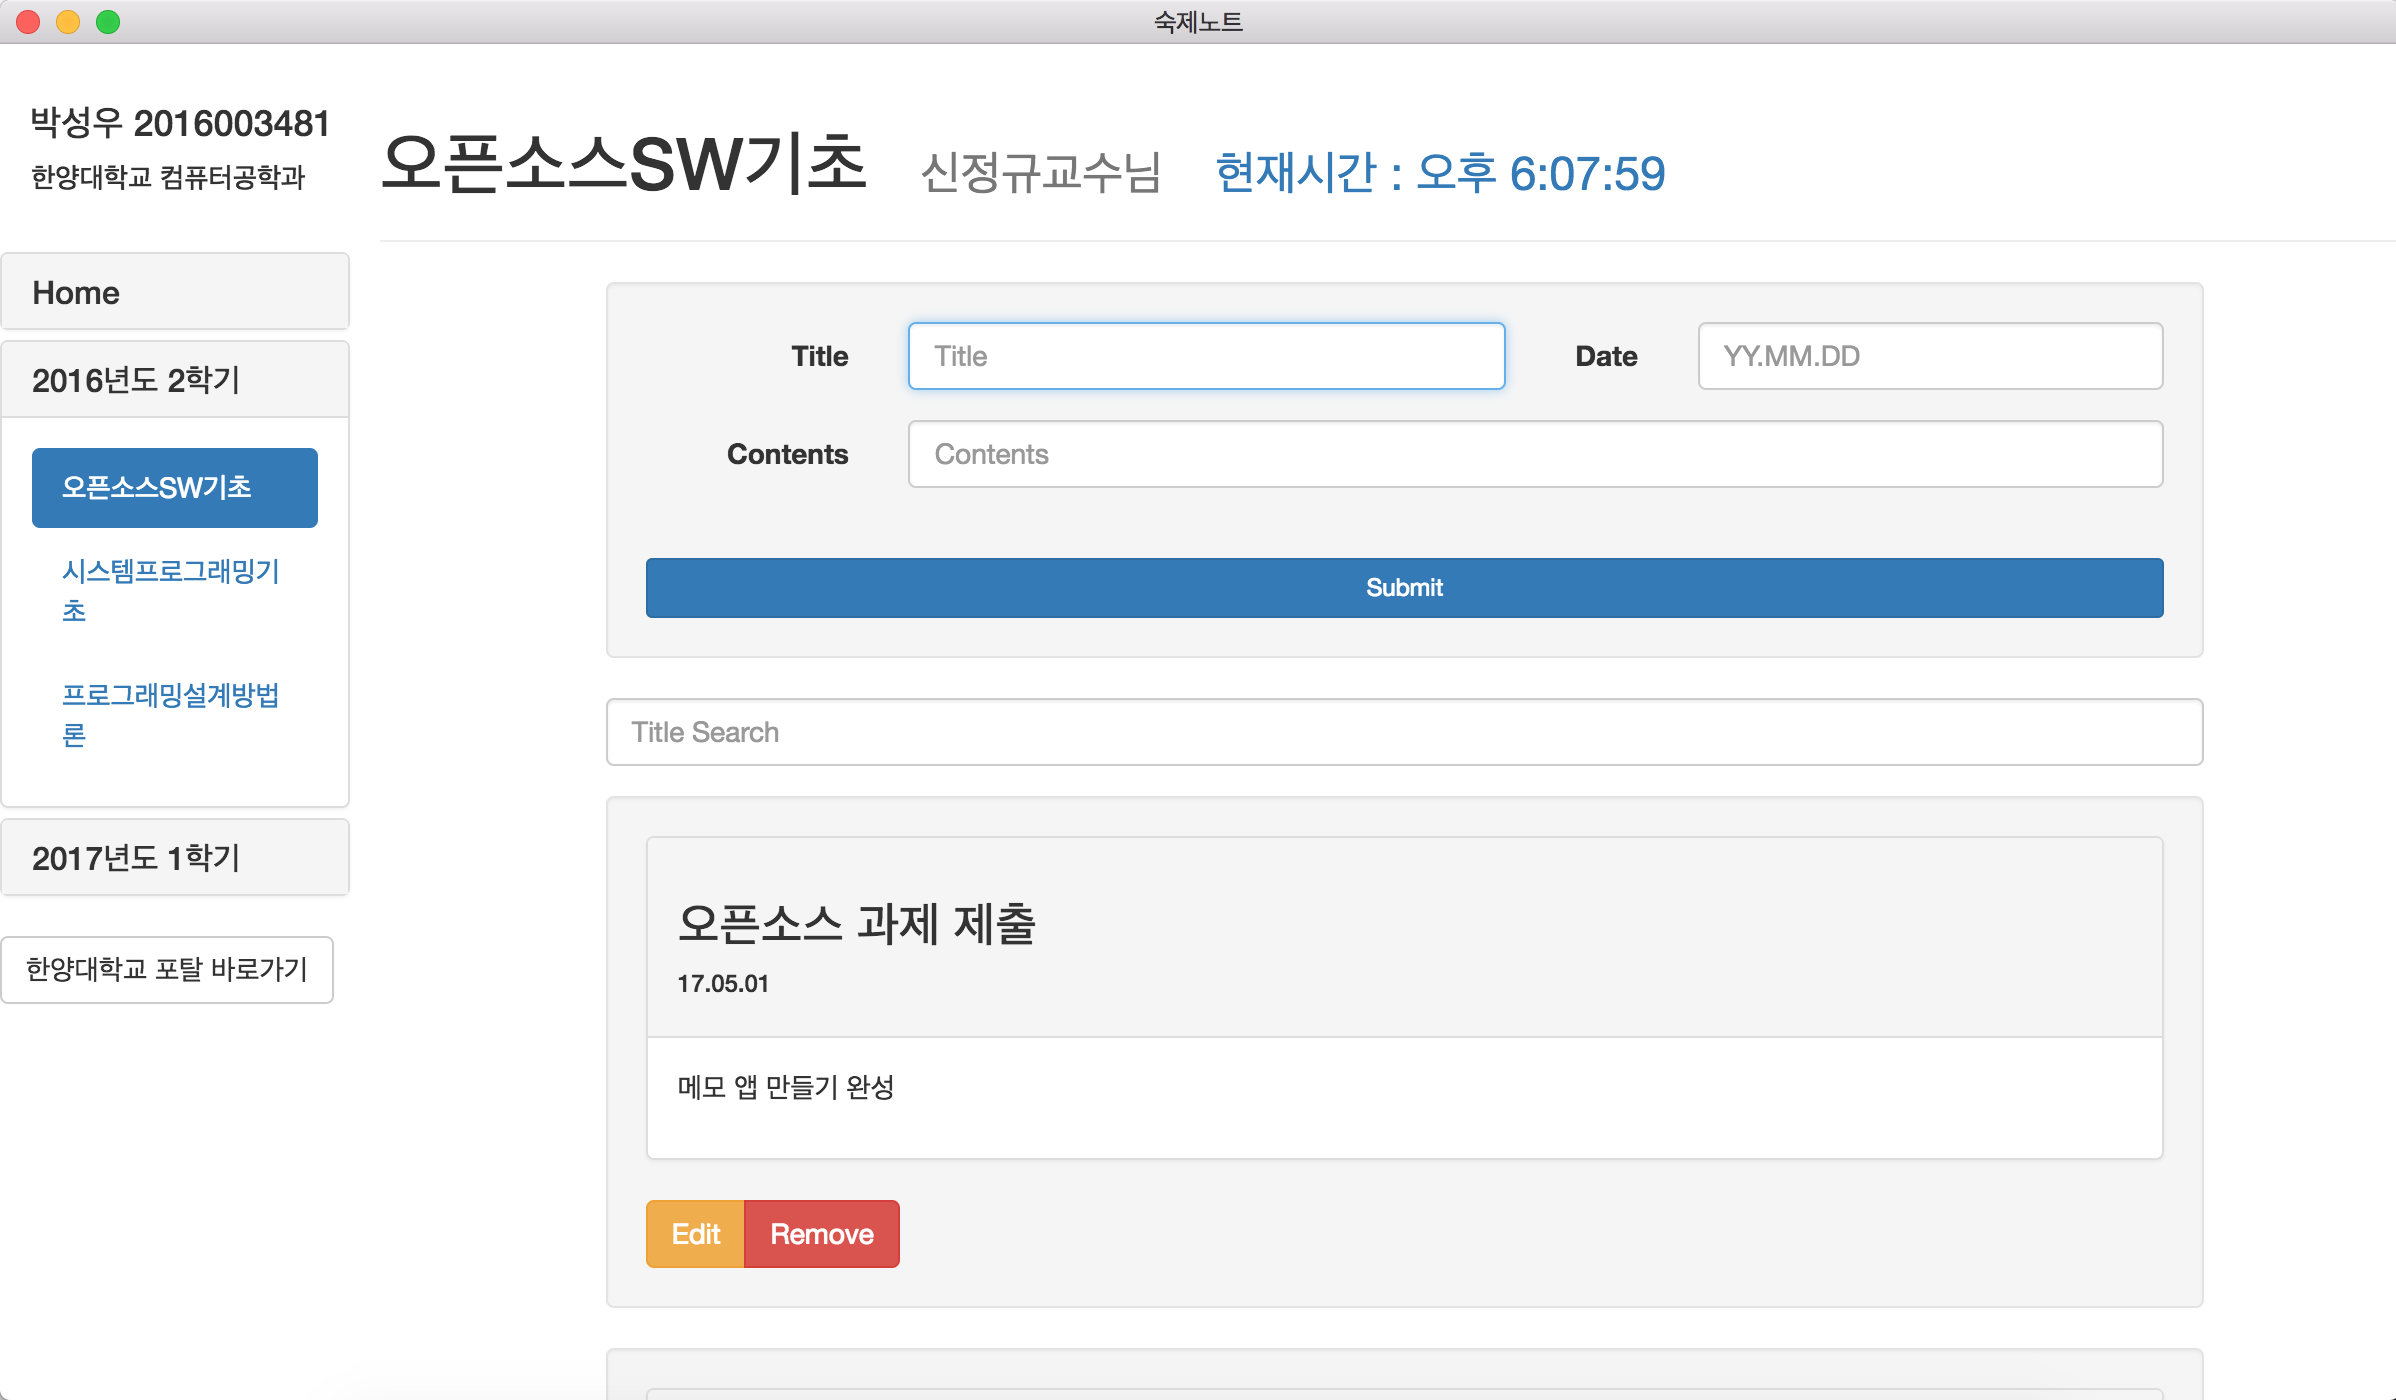 숙제노트
박성우 2016003481
한양대학교 컴퓨터공학과
오픈소스SW기초 신정규교수님 현재시간 : 오후 6:07:59
Home
2016년도 2학기
오픈소스SW기초
시스템프로그래밍기
초
프로그래밍설계방법
론
2017년도 1학기
한양대학교 포탈 바로가기
Title Title Date YY.MM.DD
Contents Contents
Submit
Title Search
오픈소스 과제 제출
17.05.01
메모 앱 만들기 완성
Edit Remove